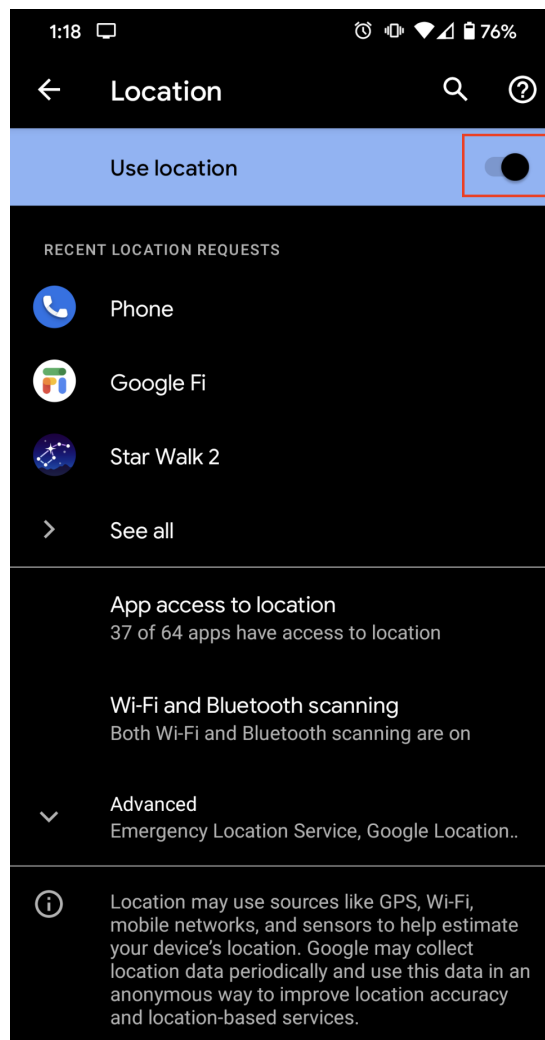 1:18 76%
Location
Use location
RECENT LOCATION REQUESTS
Phone
Fi Google Fi
Star Walk 2
See all
App access to location
37 of 64 apps have access to location
Wi-Fi and Bluetooth scanning
Both Wi-Fi and Bluetooth scanning are on
Advanced
Emergency Location Service, Google Location..
Location may use sources like GPS, Wi-Fi,
mobile networks, and sensors to help estimate
your device's location. Google may collect
location data periodically and use this data in an
anonymous way to improve location accuracy
and location-based services.